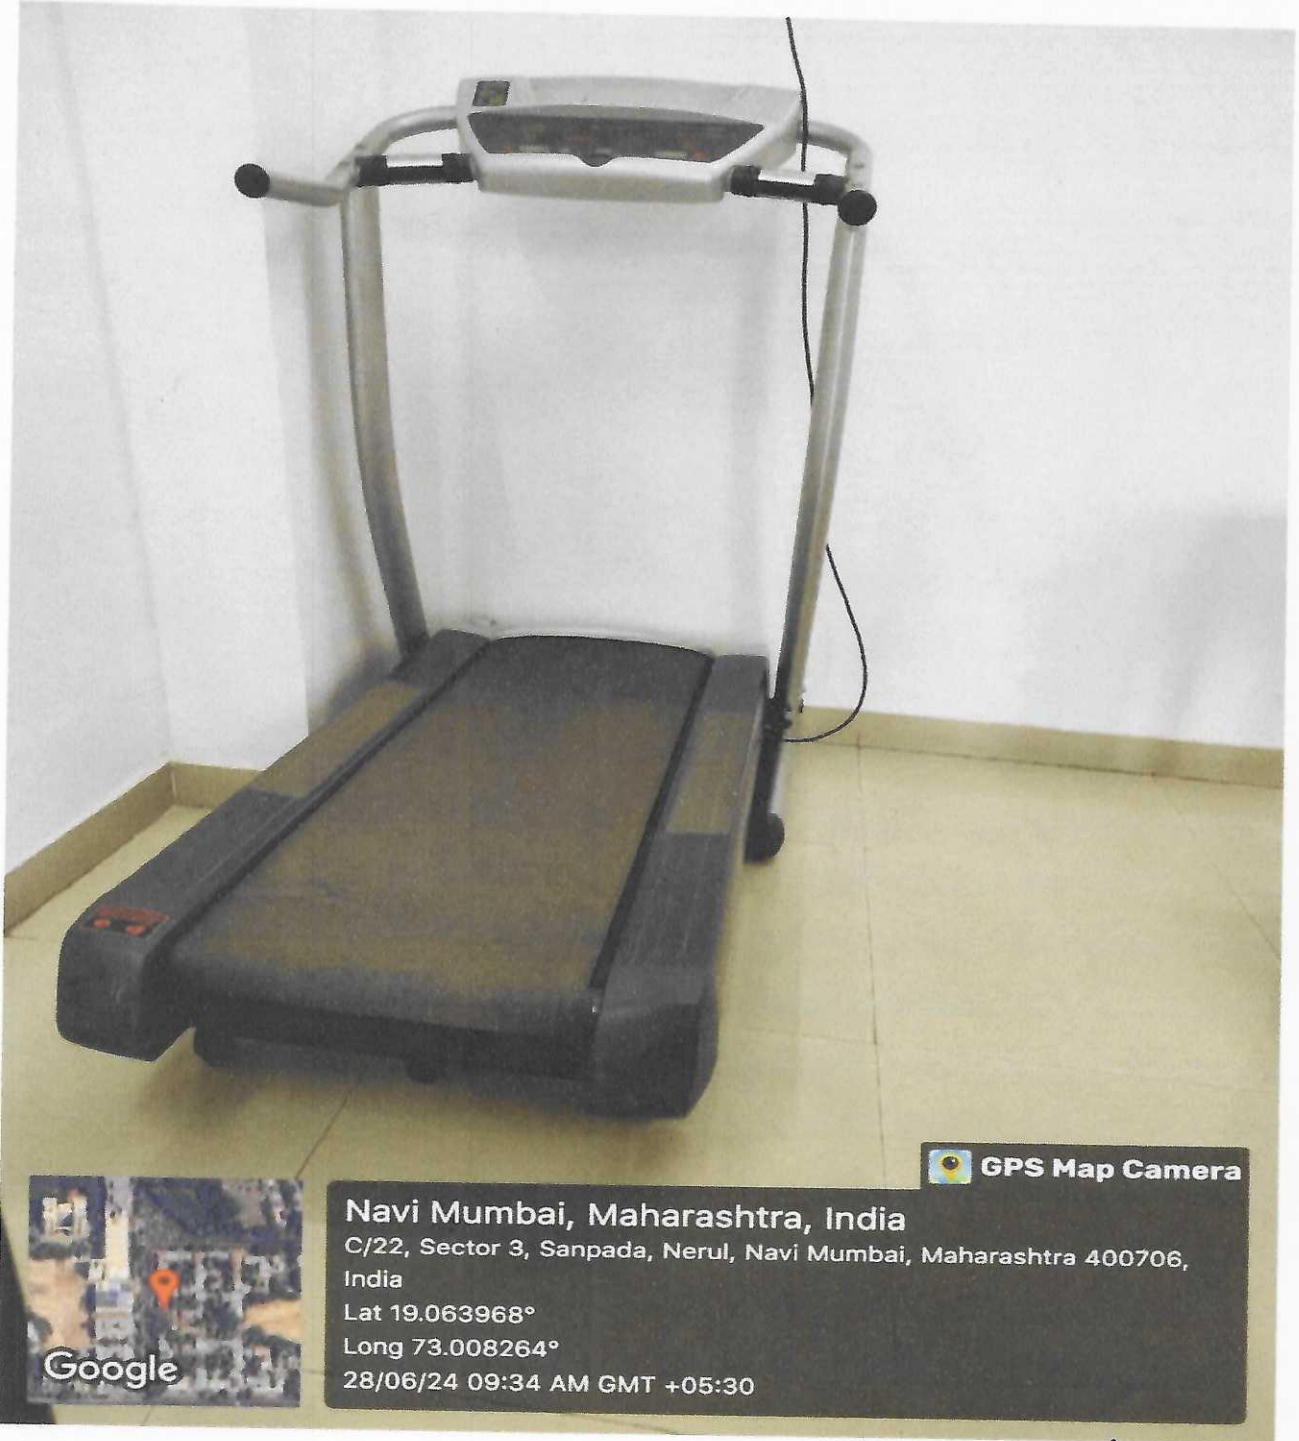 GPS Map Camera
Navi Mumbai, Maharashtra, India
C/22, Sector 3, Sanpada, Nerul, Navi Mumbai, Maharashtra 400706,
India
Lat 19.063968°
Long 73.008264°
28/06/24 09:34 AM GMT +05:30
Google